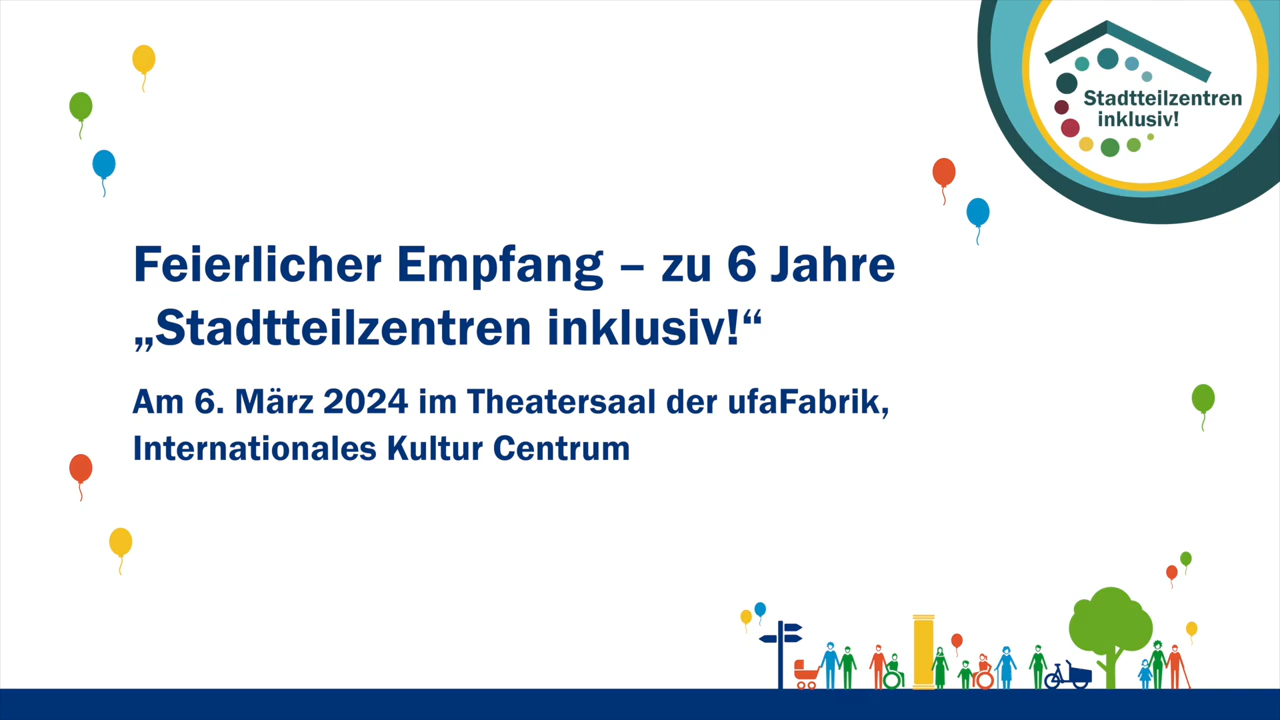 Stadtteilzentren
inklusiv!
Feierlicher Empfang – zu 6 Jahre
„Stadtteilzentren inklusiv!“
Am 6. März 2024 im Theatersaal der ufaFabrik,
Internationales Kultur Centrum